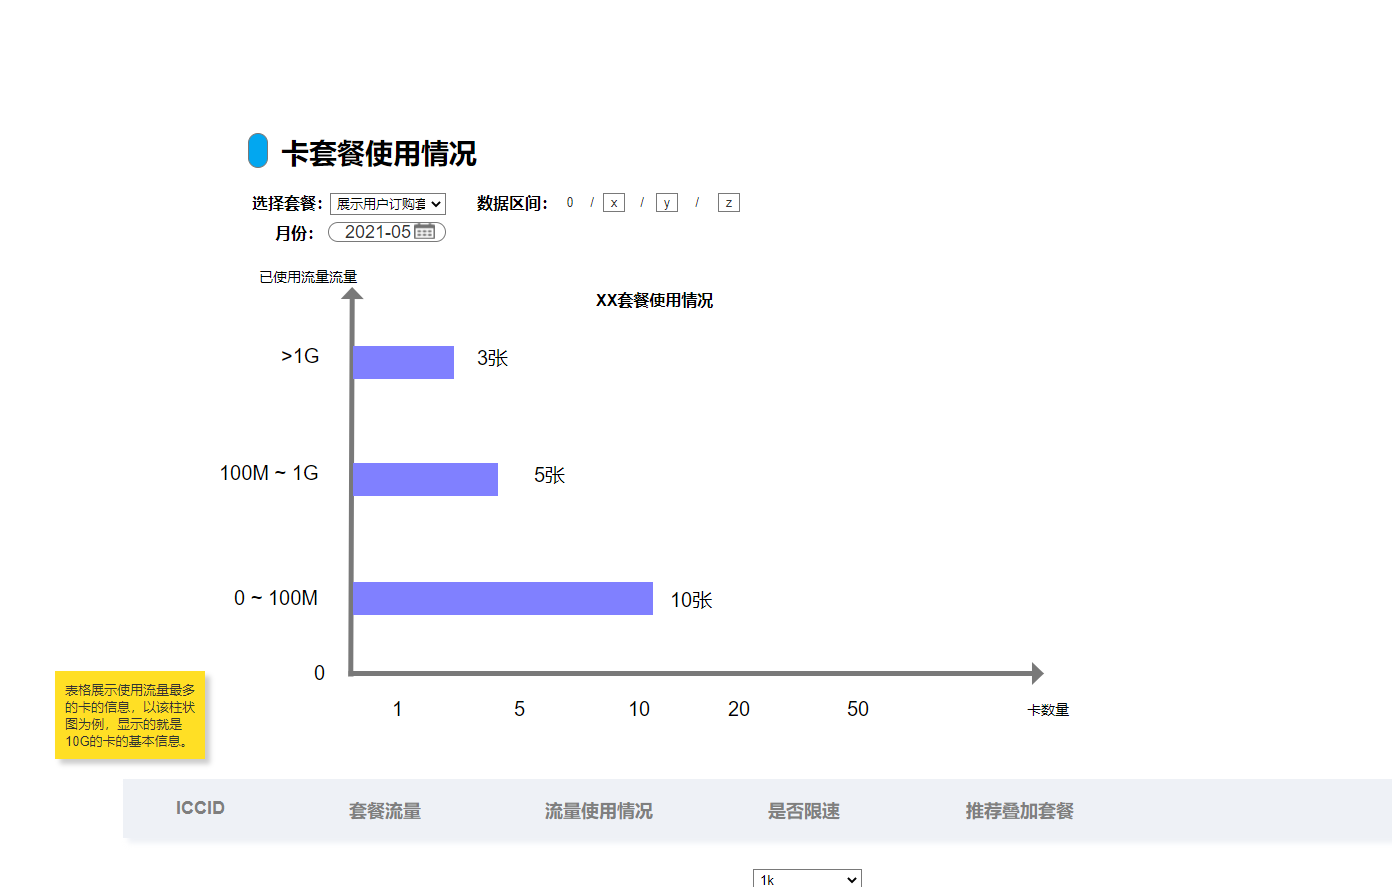 卡套餐使用情况
选择套餐： 展示用户订购套 数据区间： 0 / x / y / z
月份： 2021-05
已使用流量流量
XX套餐使用情况
>1G 3张
100M ~ 1G 5张
0 ~ 100M 10张
0
1 5 10 20 50 卡数量
表格展示使用流量最多
的卡的信息，以该柱状
图为例，显示的就是
10G的卡的基本信息。
ICCID 套餐流量 流量使用情况 是否限速 推荐叠加套餐
1k